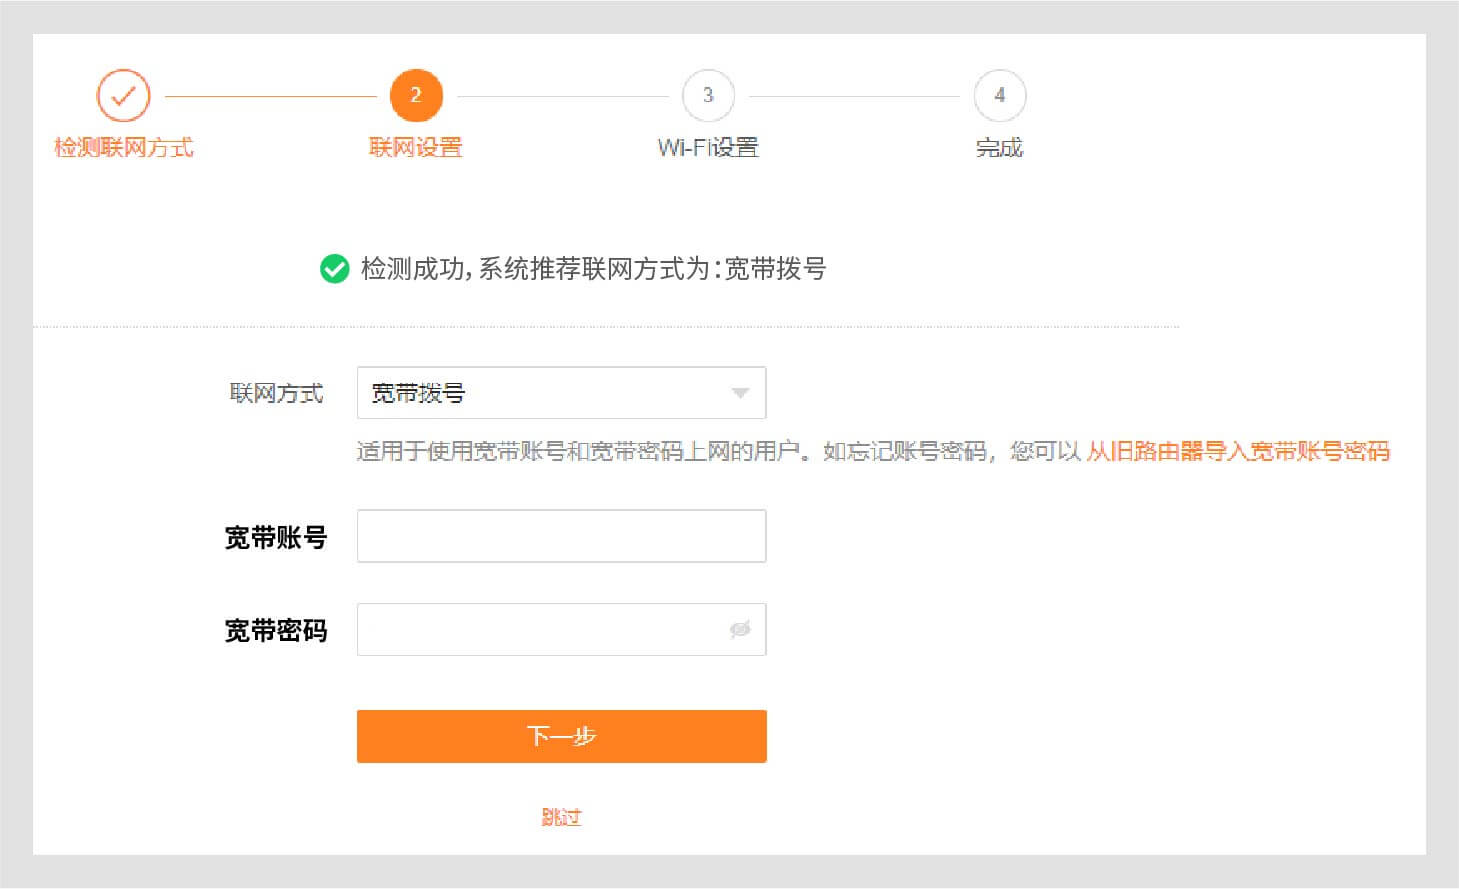 2
3
4
检测联网方式
联网设置
Wi-Fi设置
完成
检测成功，系统推荐联网方式为：宽带拨号
联网方式
宽带拨号
适用于使用宽带账号和宽带密码上网的用户。如忘记账号密码，您可以 从旧路由器导入宽带账号密码
宽带账号
宽带密码
下一步
跳过